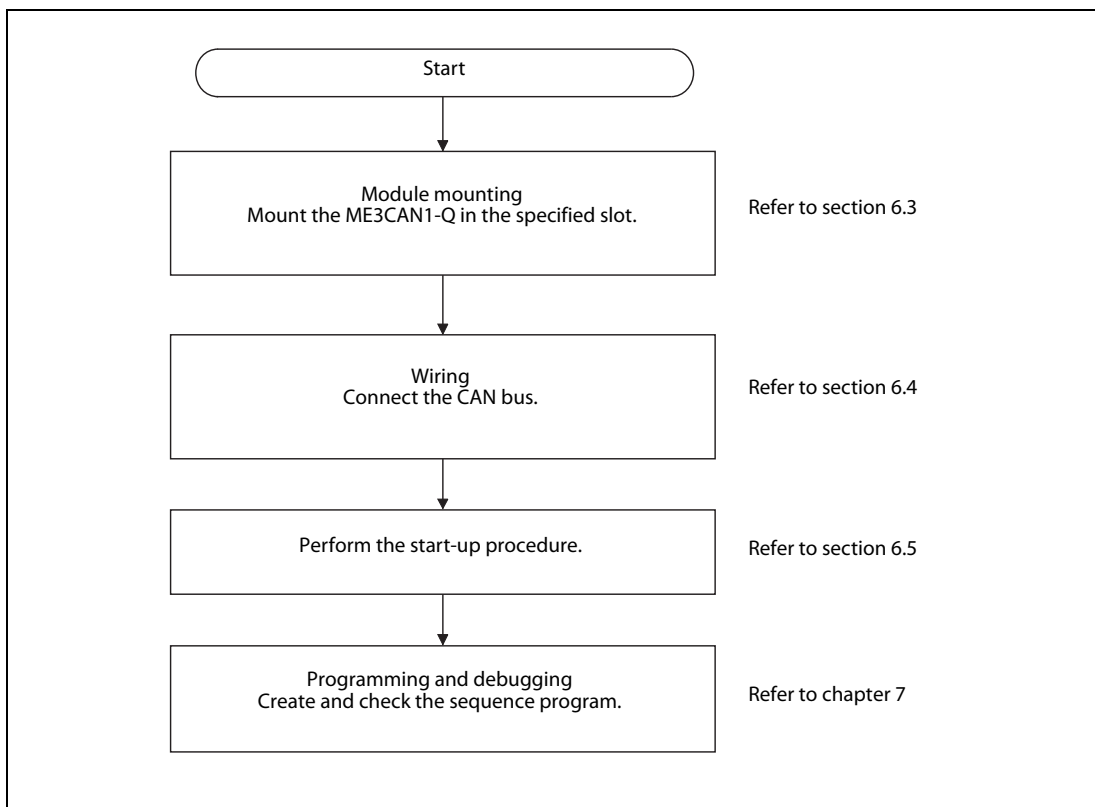 Start
Module mounting
Mount the ME3CAN1-Q in the specified slot.
Refer to section 6.3
Wiring
Connect the CAN bus.
Refer to section 6.4
Perform the start-up procedure.
Refer to section 6.5
Programming and debugging
Create and check the sequence program.
Refer to chapter 7